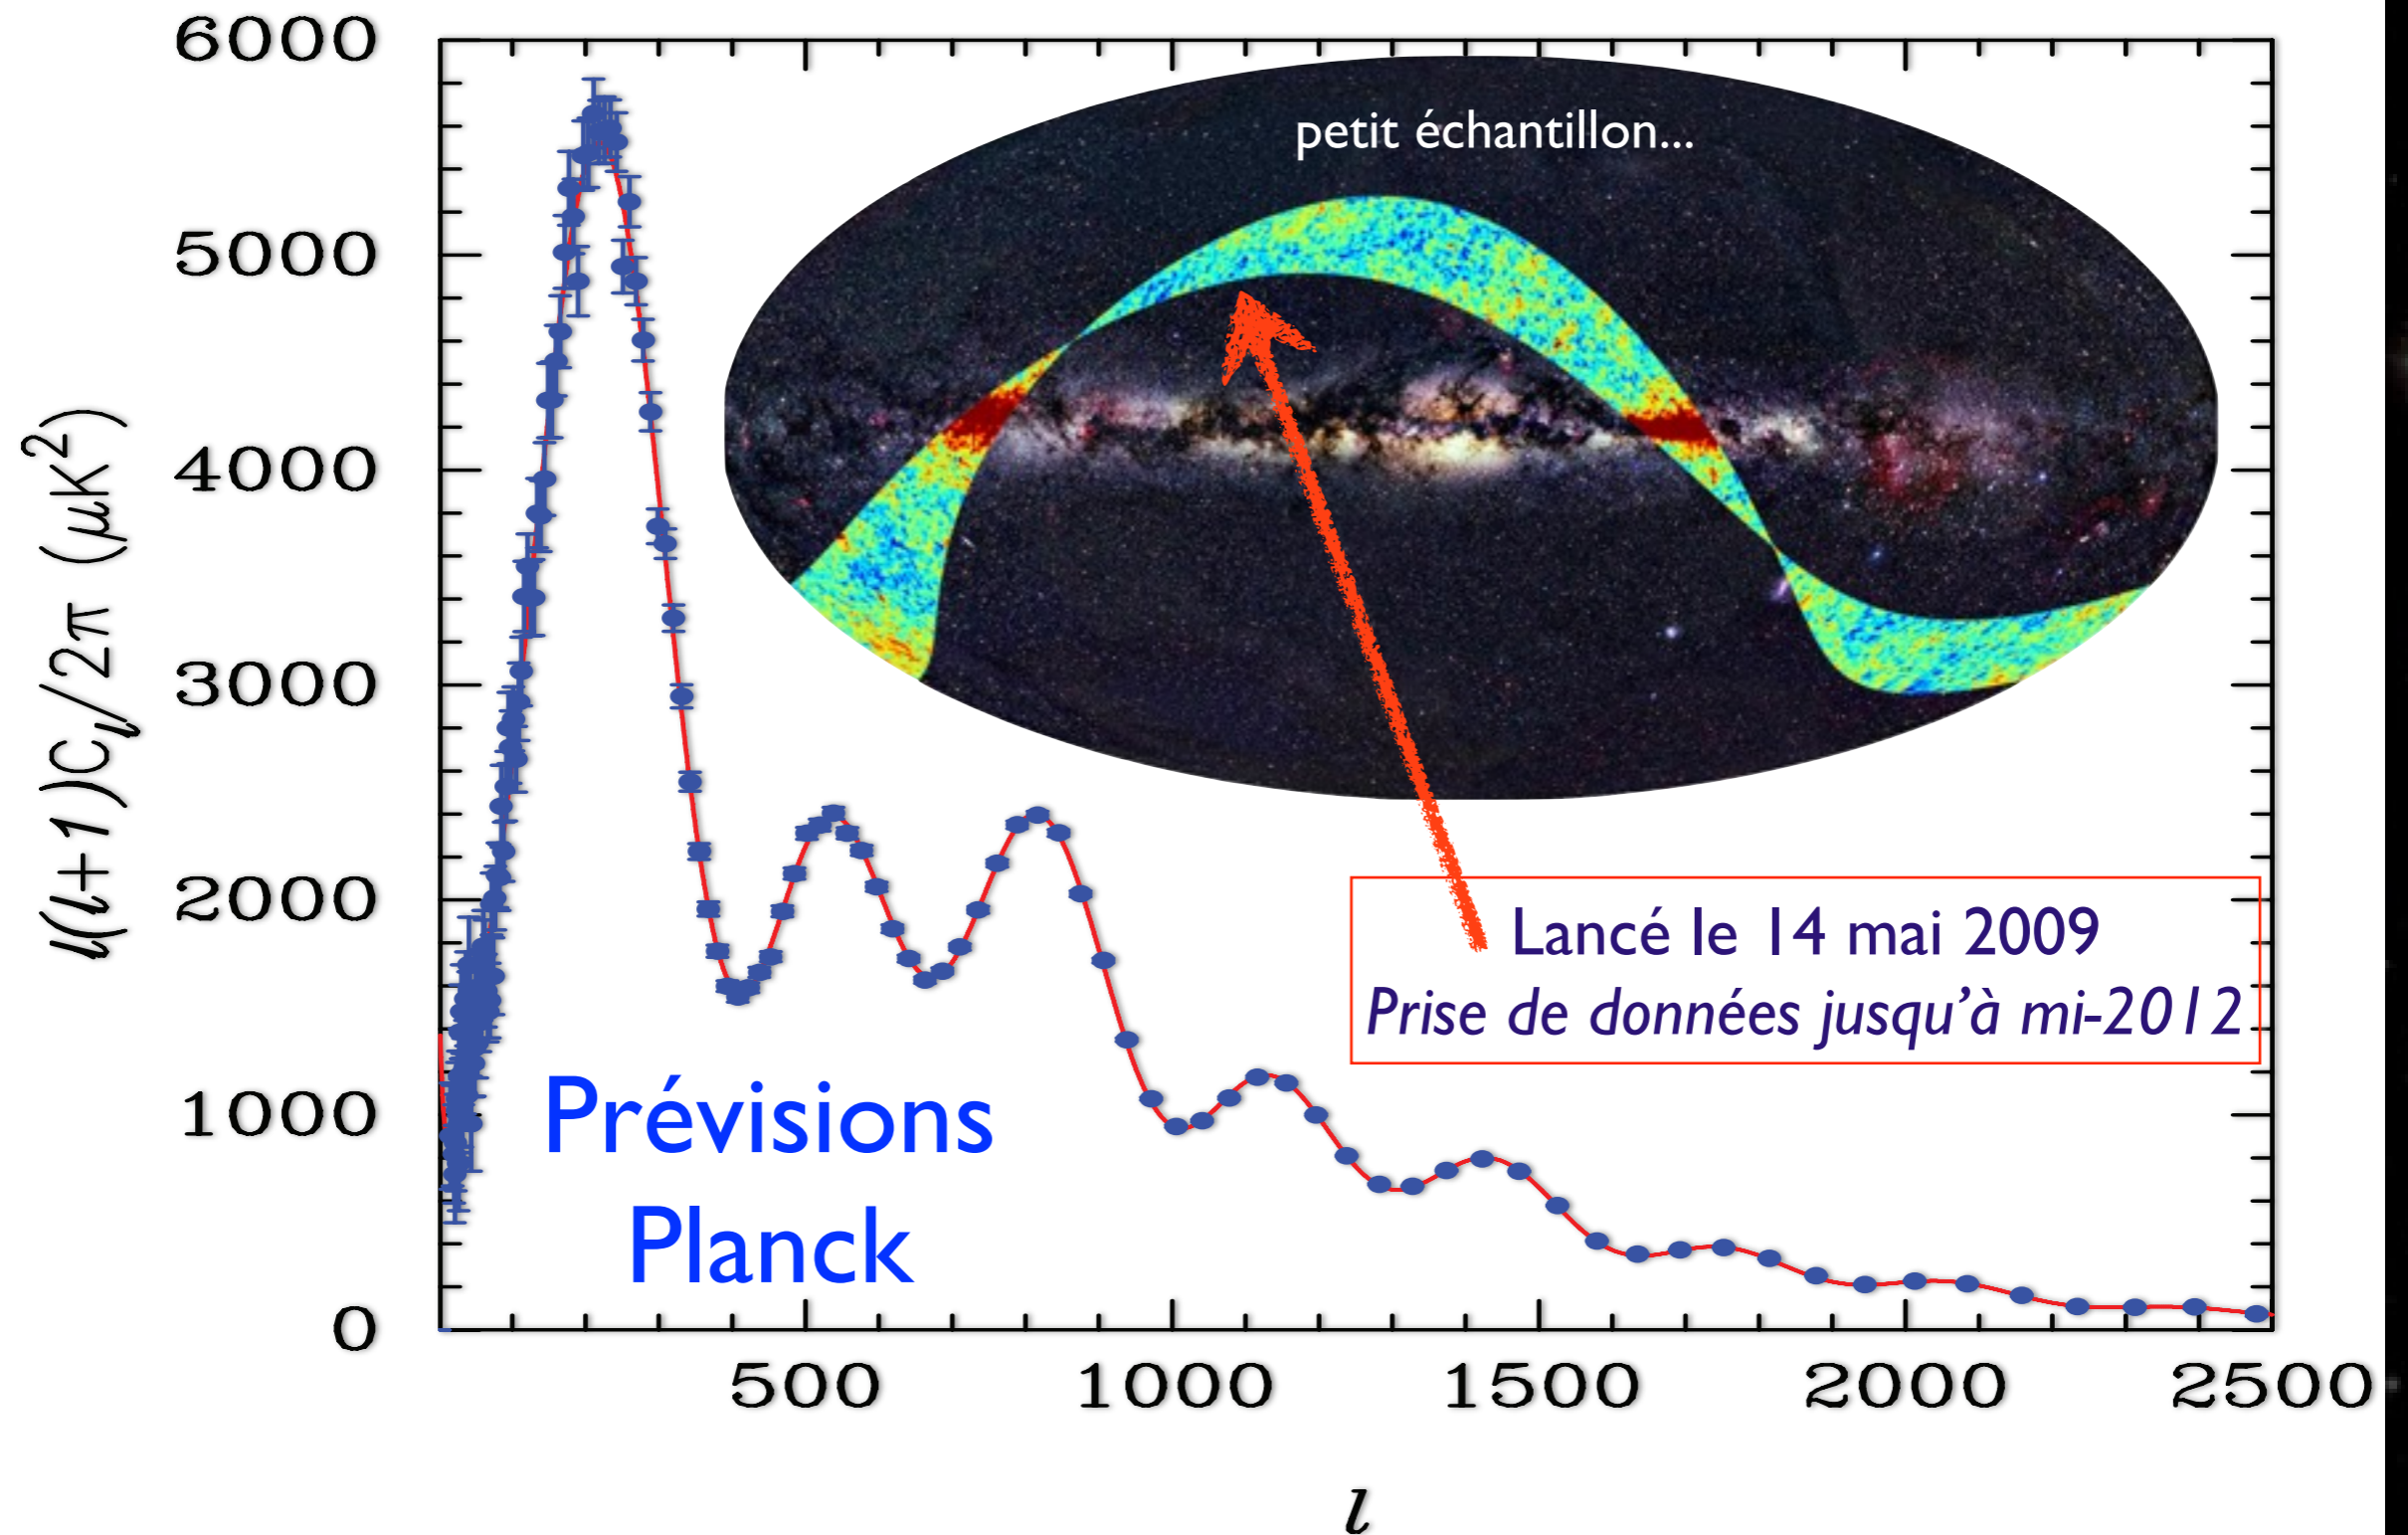 6000
5000
4000
3000
2000
1000
0
l(l+1)C_l/2π (μK²)
petit échantillon...
Lancé le 14 mai 2009
Prise de données jusqu'à mi-2012
Prévisions
Planck
500 1000 1500 2000 2500
l